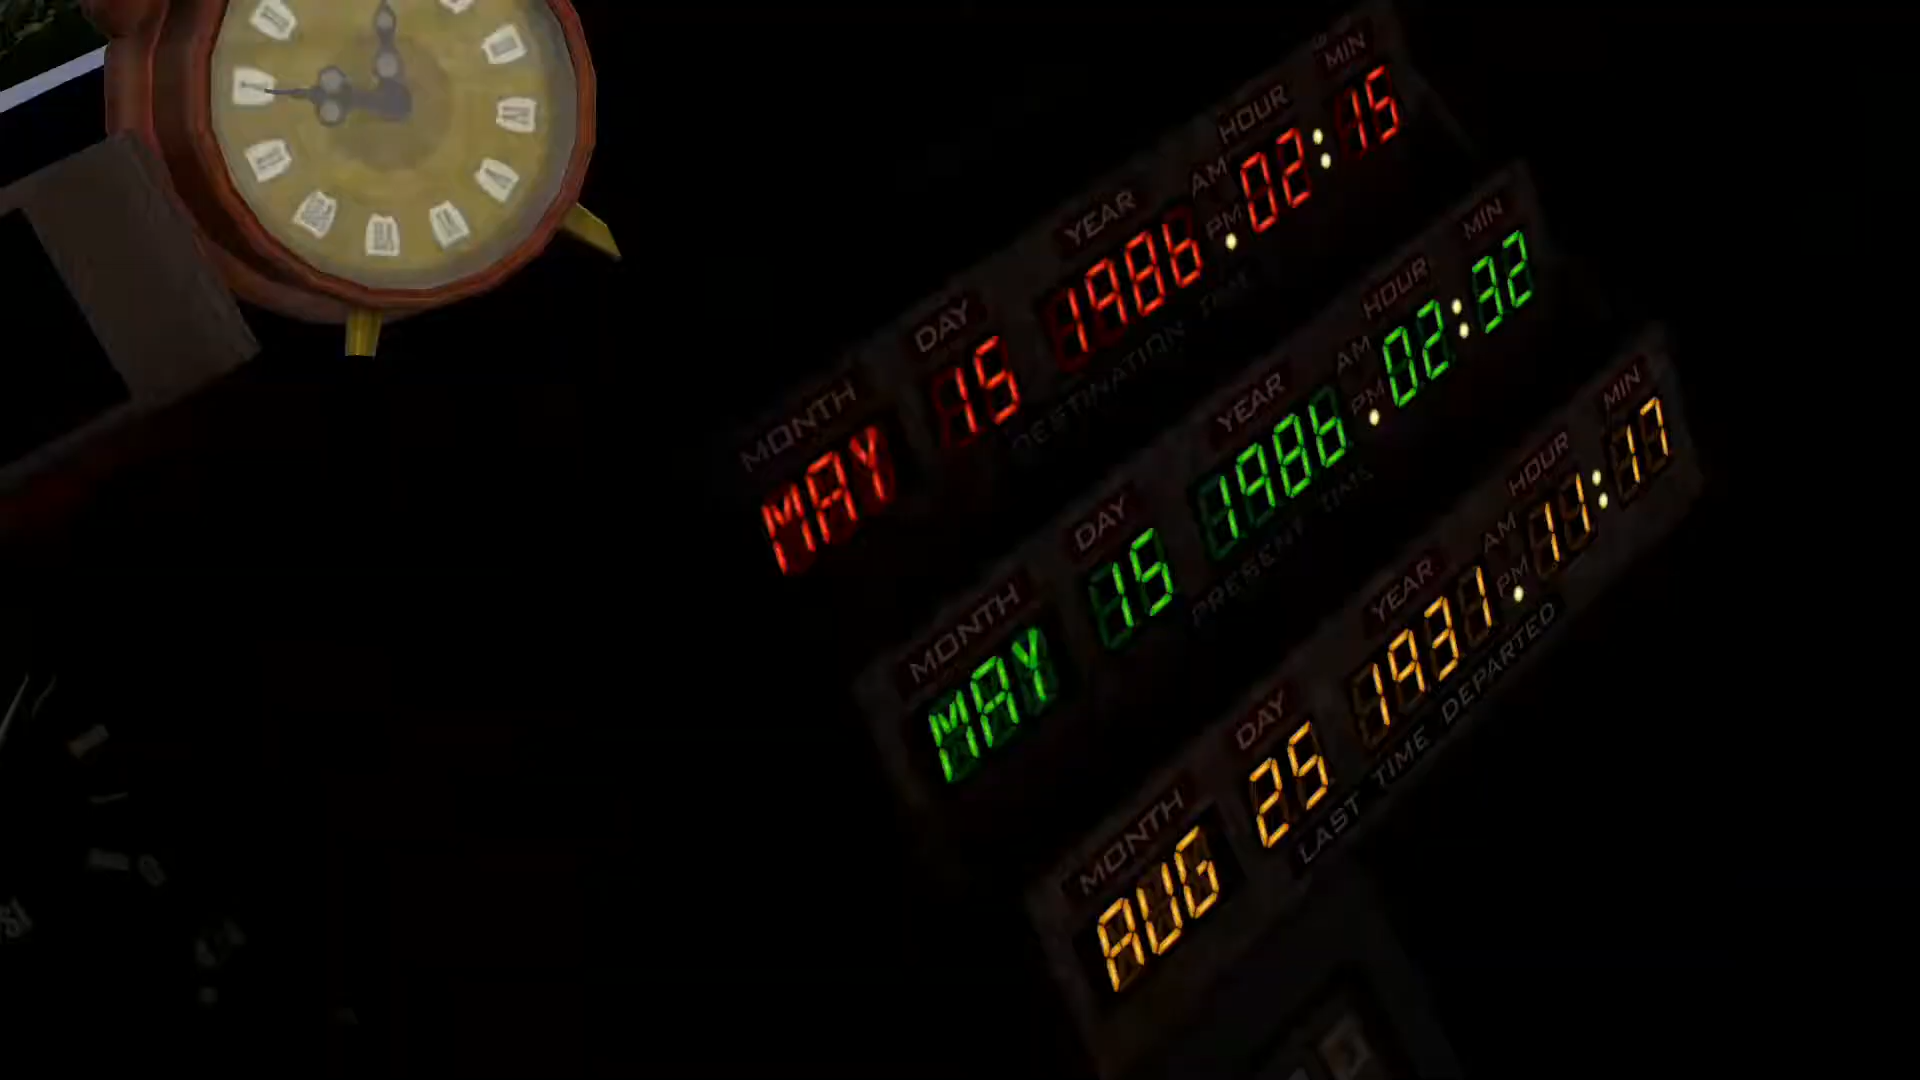 MONTH DAY YEAR AM PM HOUR MIN
MAY 15 1986 02:15
DESTINATION TIME
MONTH DAY YEAR AM PM HOUR MIN
MAY 15 1986 02:32
PRESENT TIME
MONTH DAY YEAR AM PM HOUR MIN
AUG 25 1931 11:17
LAST TIME DEPARTED